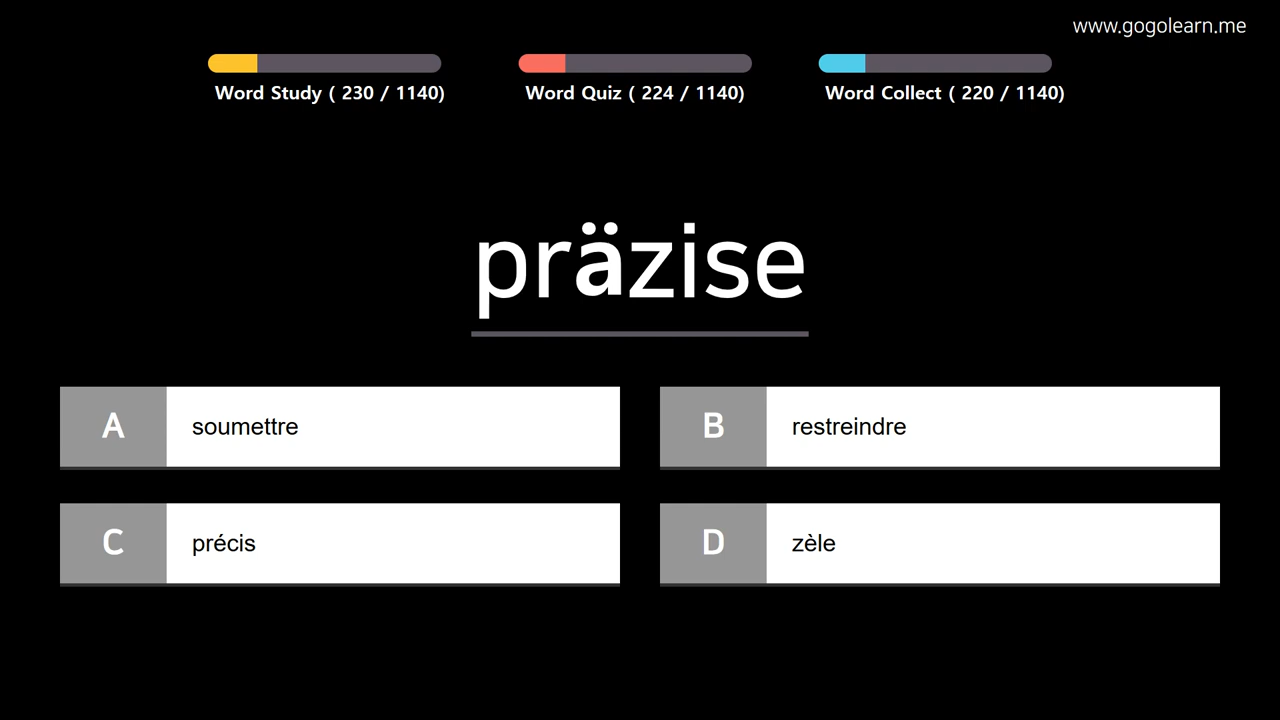 www.gogolearn.me
Word Study ( 230 / 1140)
Word Quiz ( 224 / 1140)
Word Collect ( 220 / 1140)
präzise
A soumettre
B restreindre
C précis
D zèle